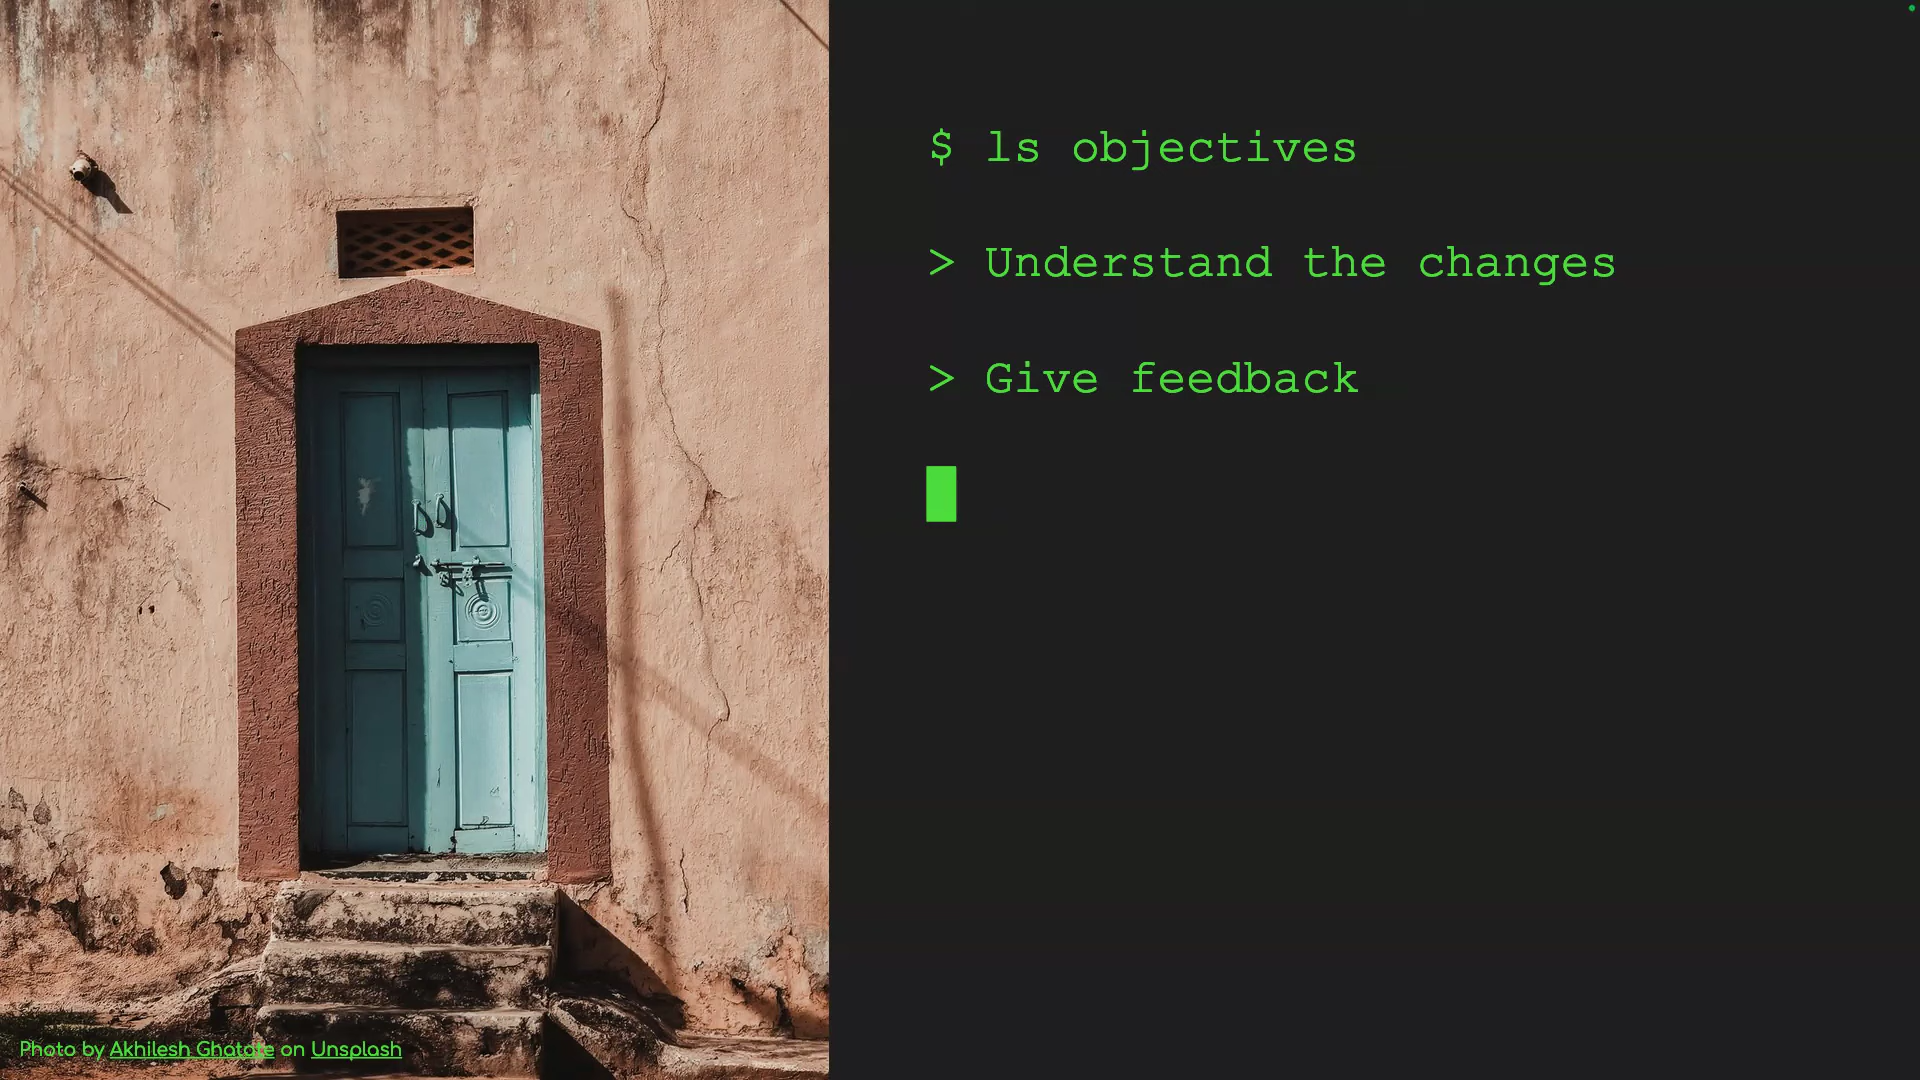 $ ls objectives
> Understand the changes
> Give feedback
Photo by Akhilesh Ghatate on Unsplash